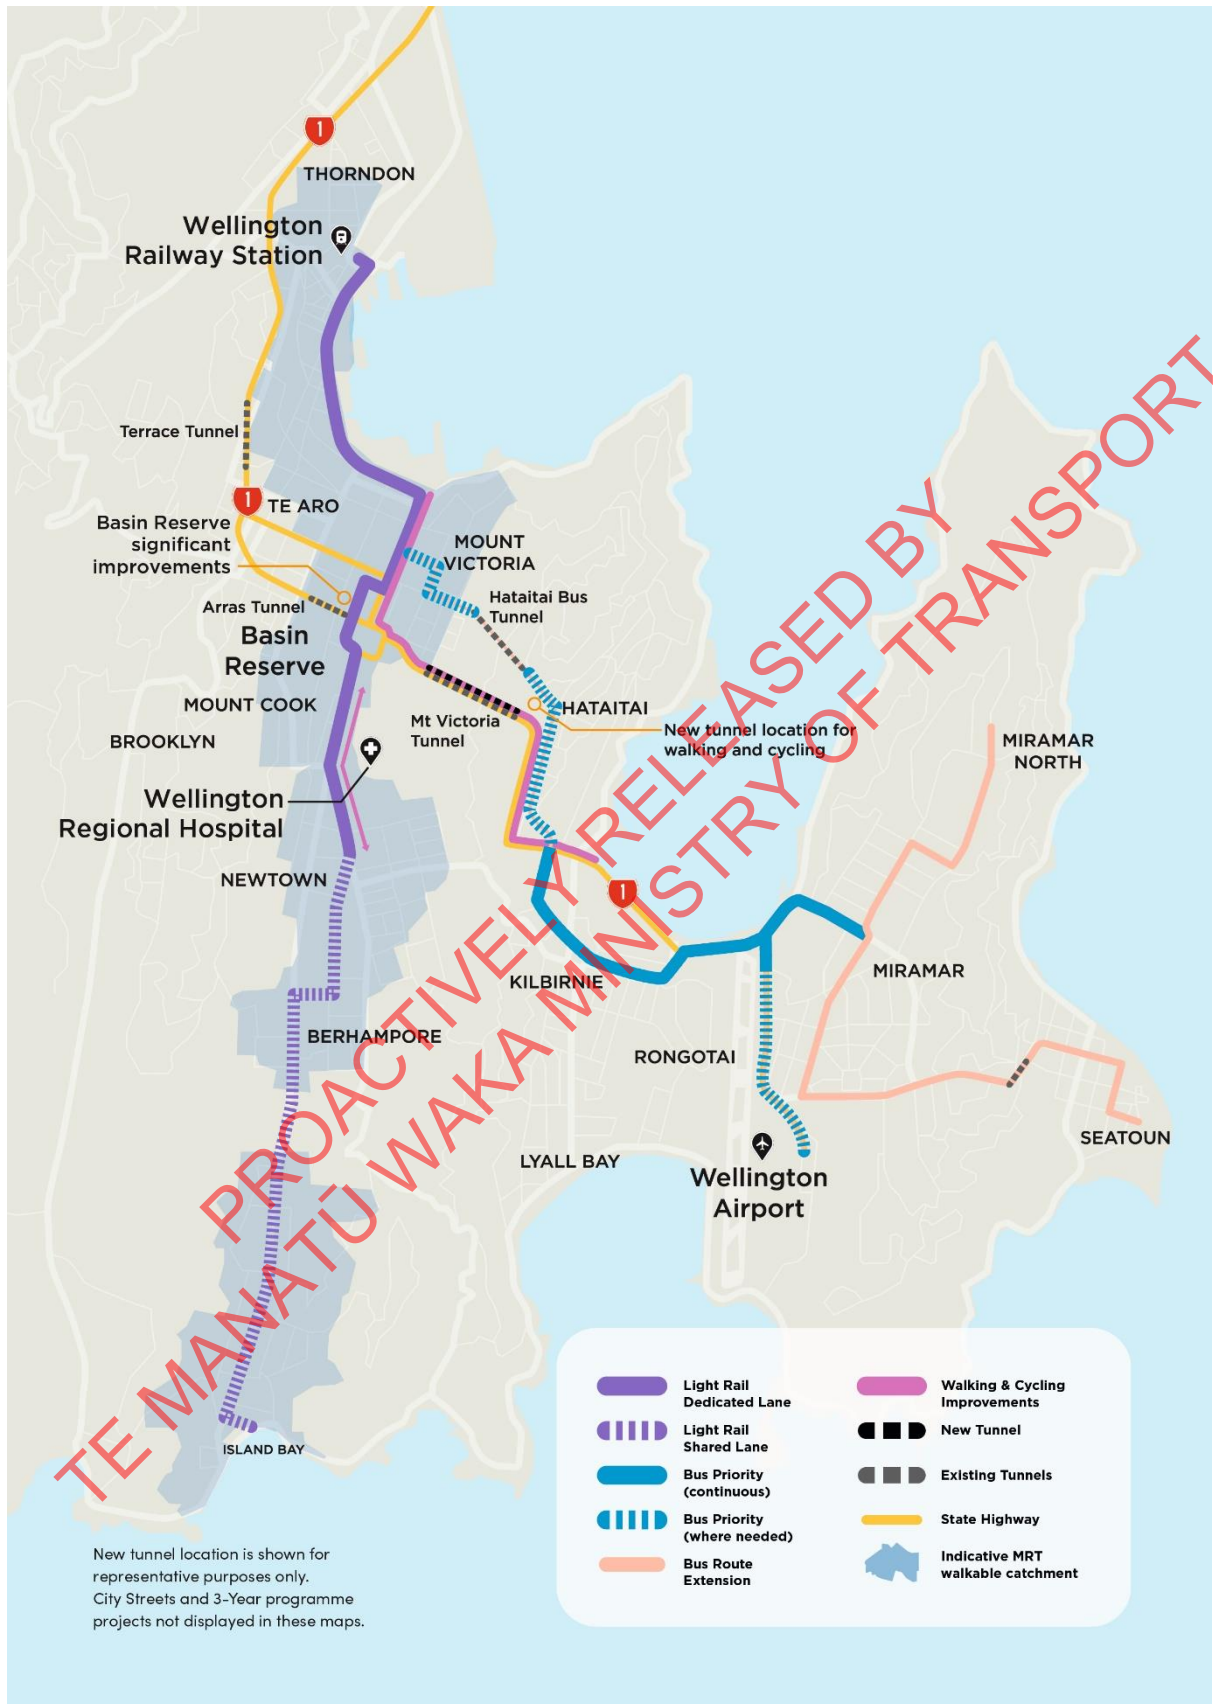 1
THORNDON
Wellington
Railway Station
Terrace Tunnel
1
TE ARO
Basin Reserve
significant
improvements
MOUNT
VICTORIA
Arras Tunnel
Hataitai Bus
Tunnel
Basin
Reserve
MOUNT COOK
HATAITAI
Mt Victoria
Tunnel
New tunnel location for
walking and cycling
BROOKLYN
MIRAMAR
NORTH
Wellington
Regional Hospital
NEWTOWN
1
KILBIRNIE
MIRAMAR
BERHAMPORE
RONGOTAI
SEATOUN
LYALL BAY
Wellington
Airport
ISLAND BAY
PROACTIVELY RELEASED BY
TE MANATŪ WAKA MINISTRY OF TRANSPORT
Light Rail
Dedicated Lane
Light Rail
Shared Lane
Bus Priority
(continuous)
Bus Priority
(where needed)
Bus Route
Extension
Walking & Cycling
Improvements
New Tunnel
Existing Tunnels
State Highway
Indicative MRT
walkable catchment
New tunnel location is shown for
representative purposes only.
City Streets and 3-Year programme
projects not displayed in these maps.